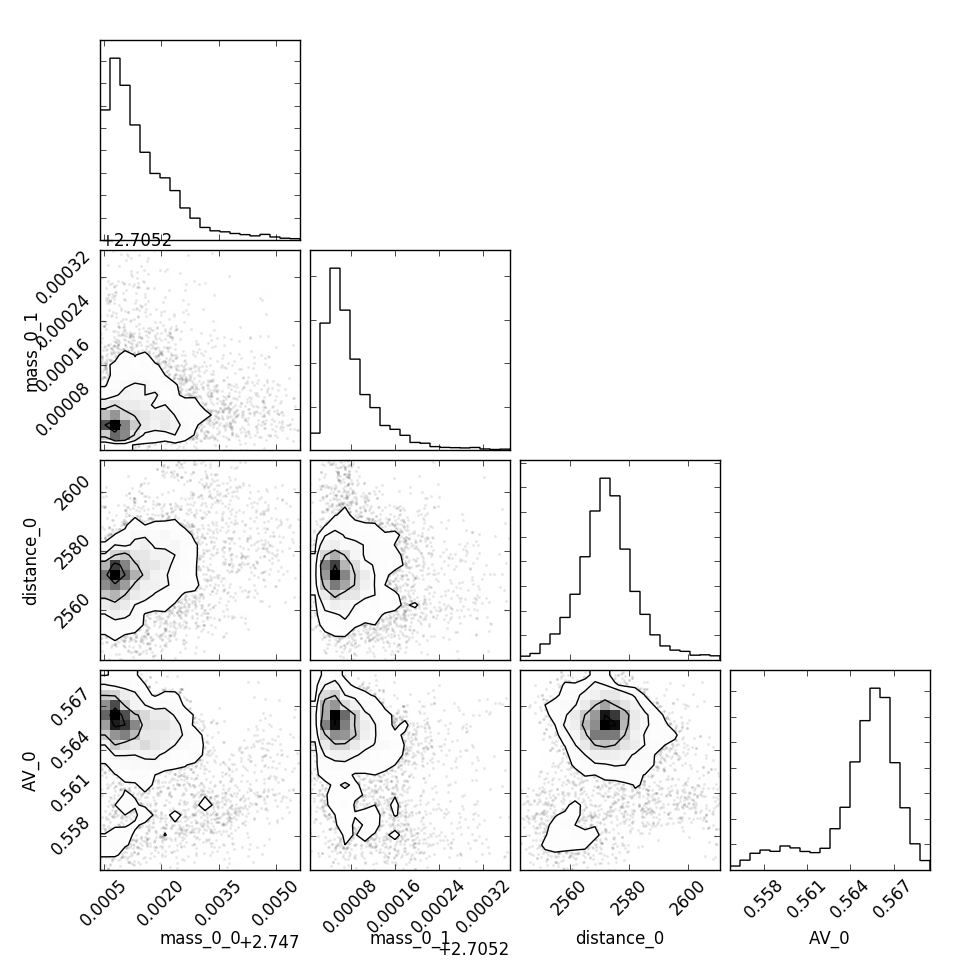 +2.7052
0.00032
0.00024
0.00016
0.00008
mass_0_1
2600
2580
2560
distance_0
0.567
0.564
0.561
0.558
AV_0
0.0005 0.0020 0.0035 0.0050
mass_0_0 +2.747
0.00008 0.00016 0.00024 0.00032
mass_0_1 +2.7052
2560 2580 2600
distance_0
0.558 0.561 0.564 0.567
AV_0